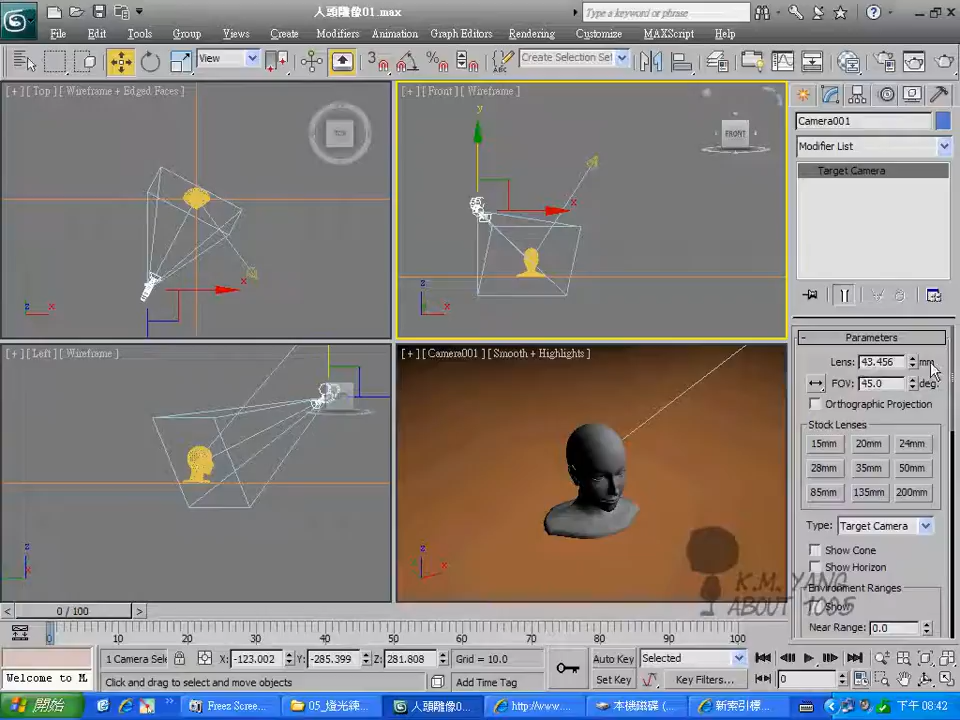 人頭雕像01.max
Type a keyword or phrase
File Edit Tools Group Views Create Modifiers Animation Graph Editors Rendering Customize MAXScript Help
View
Create Selection Set
[ + ] [ Top ] [ Wireframe + Edged Faces ]
TOP
[ + ] [ Front ] [ Wireframe ]
FRONT
y
x
x
z
x
z
x
Camera001
Modifier List
Target Camera
[ + ] [ Left ] [ Wireframe ]
[ + ] [ Camera001 ] [ Smooth + Highlights ]
- Parameters
Lens: 43.456 mm
FOV: 45.0 deg.
Orthographic Projection
Stock Lenses
15mm 20mm 24mm
28mm 35mm 50mm
85mm 135mm 200mm
Type: Target Camera
Show Cone
Show Horizon
Environment Ranges
Show
Near Range: 0.0
K.M. YANG
ABOUT 1005
< 0 / 100 >
0 10 20 30 40 50 60 70 80 90 100
1 Camera Sele
X: -123.002 Y: -285.399 Z: 281.808
Grid = 10.0
Auto Key Selected
Welcome to M
Click and drag to select and move objects
Add Time Tag
Set Key Key Filters... 0
開始
Freez Scree...
05_燈光練...
人頭雕像0...
http://www....
本機磁碟 (...
新索引標...
下午 08:42